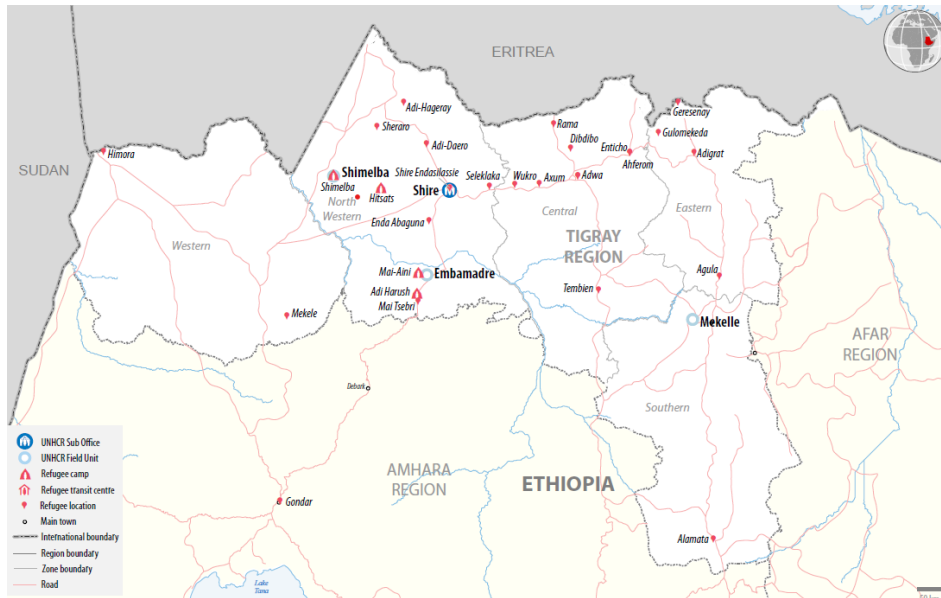 ERITREA
SUDAN
Himora
Adi-Hageray
Sheraro
Adi-Daero
Shimelba
Shimelba
North
Western
Hitsats
Shire Endasilassie
Shire
Seleklaka
Wukro
Axum
Adwa
Rama
Dibdibo
Enticho
Ahferom
Geresenay
Gulomekeda
Adigrat
Enda Abaguna
Central
Eastern
TIGRAY
REGION
Western
Mai-Aini
Embamadre
Adi Harush
Mai Tsebri
Tembien
Agula
Mekele
Mekelle
AFAR
REGION
Debark
Southern
AMHARA
REGION
ETHIOPIA
Gondar
Alamata
Lake
Tana
UNHCR Sub Office
UNHCR Field Unit
Refugee camp
Refugee transit centre
Refugee location
Main town
International boundary
Region boundary
Zone boundary
Road